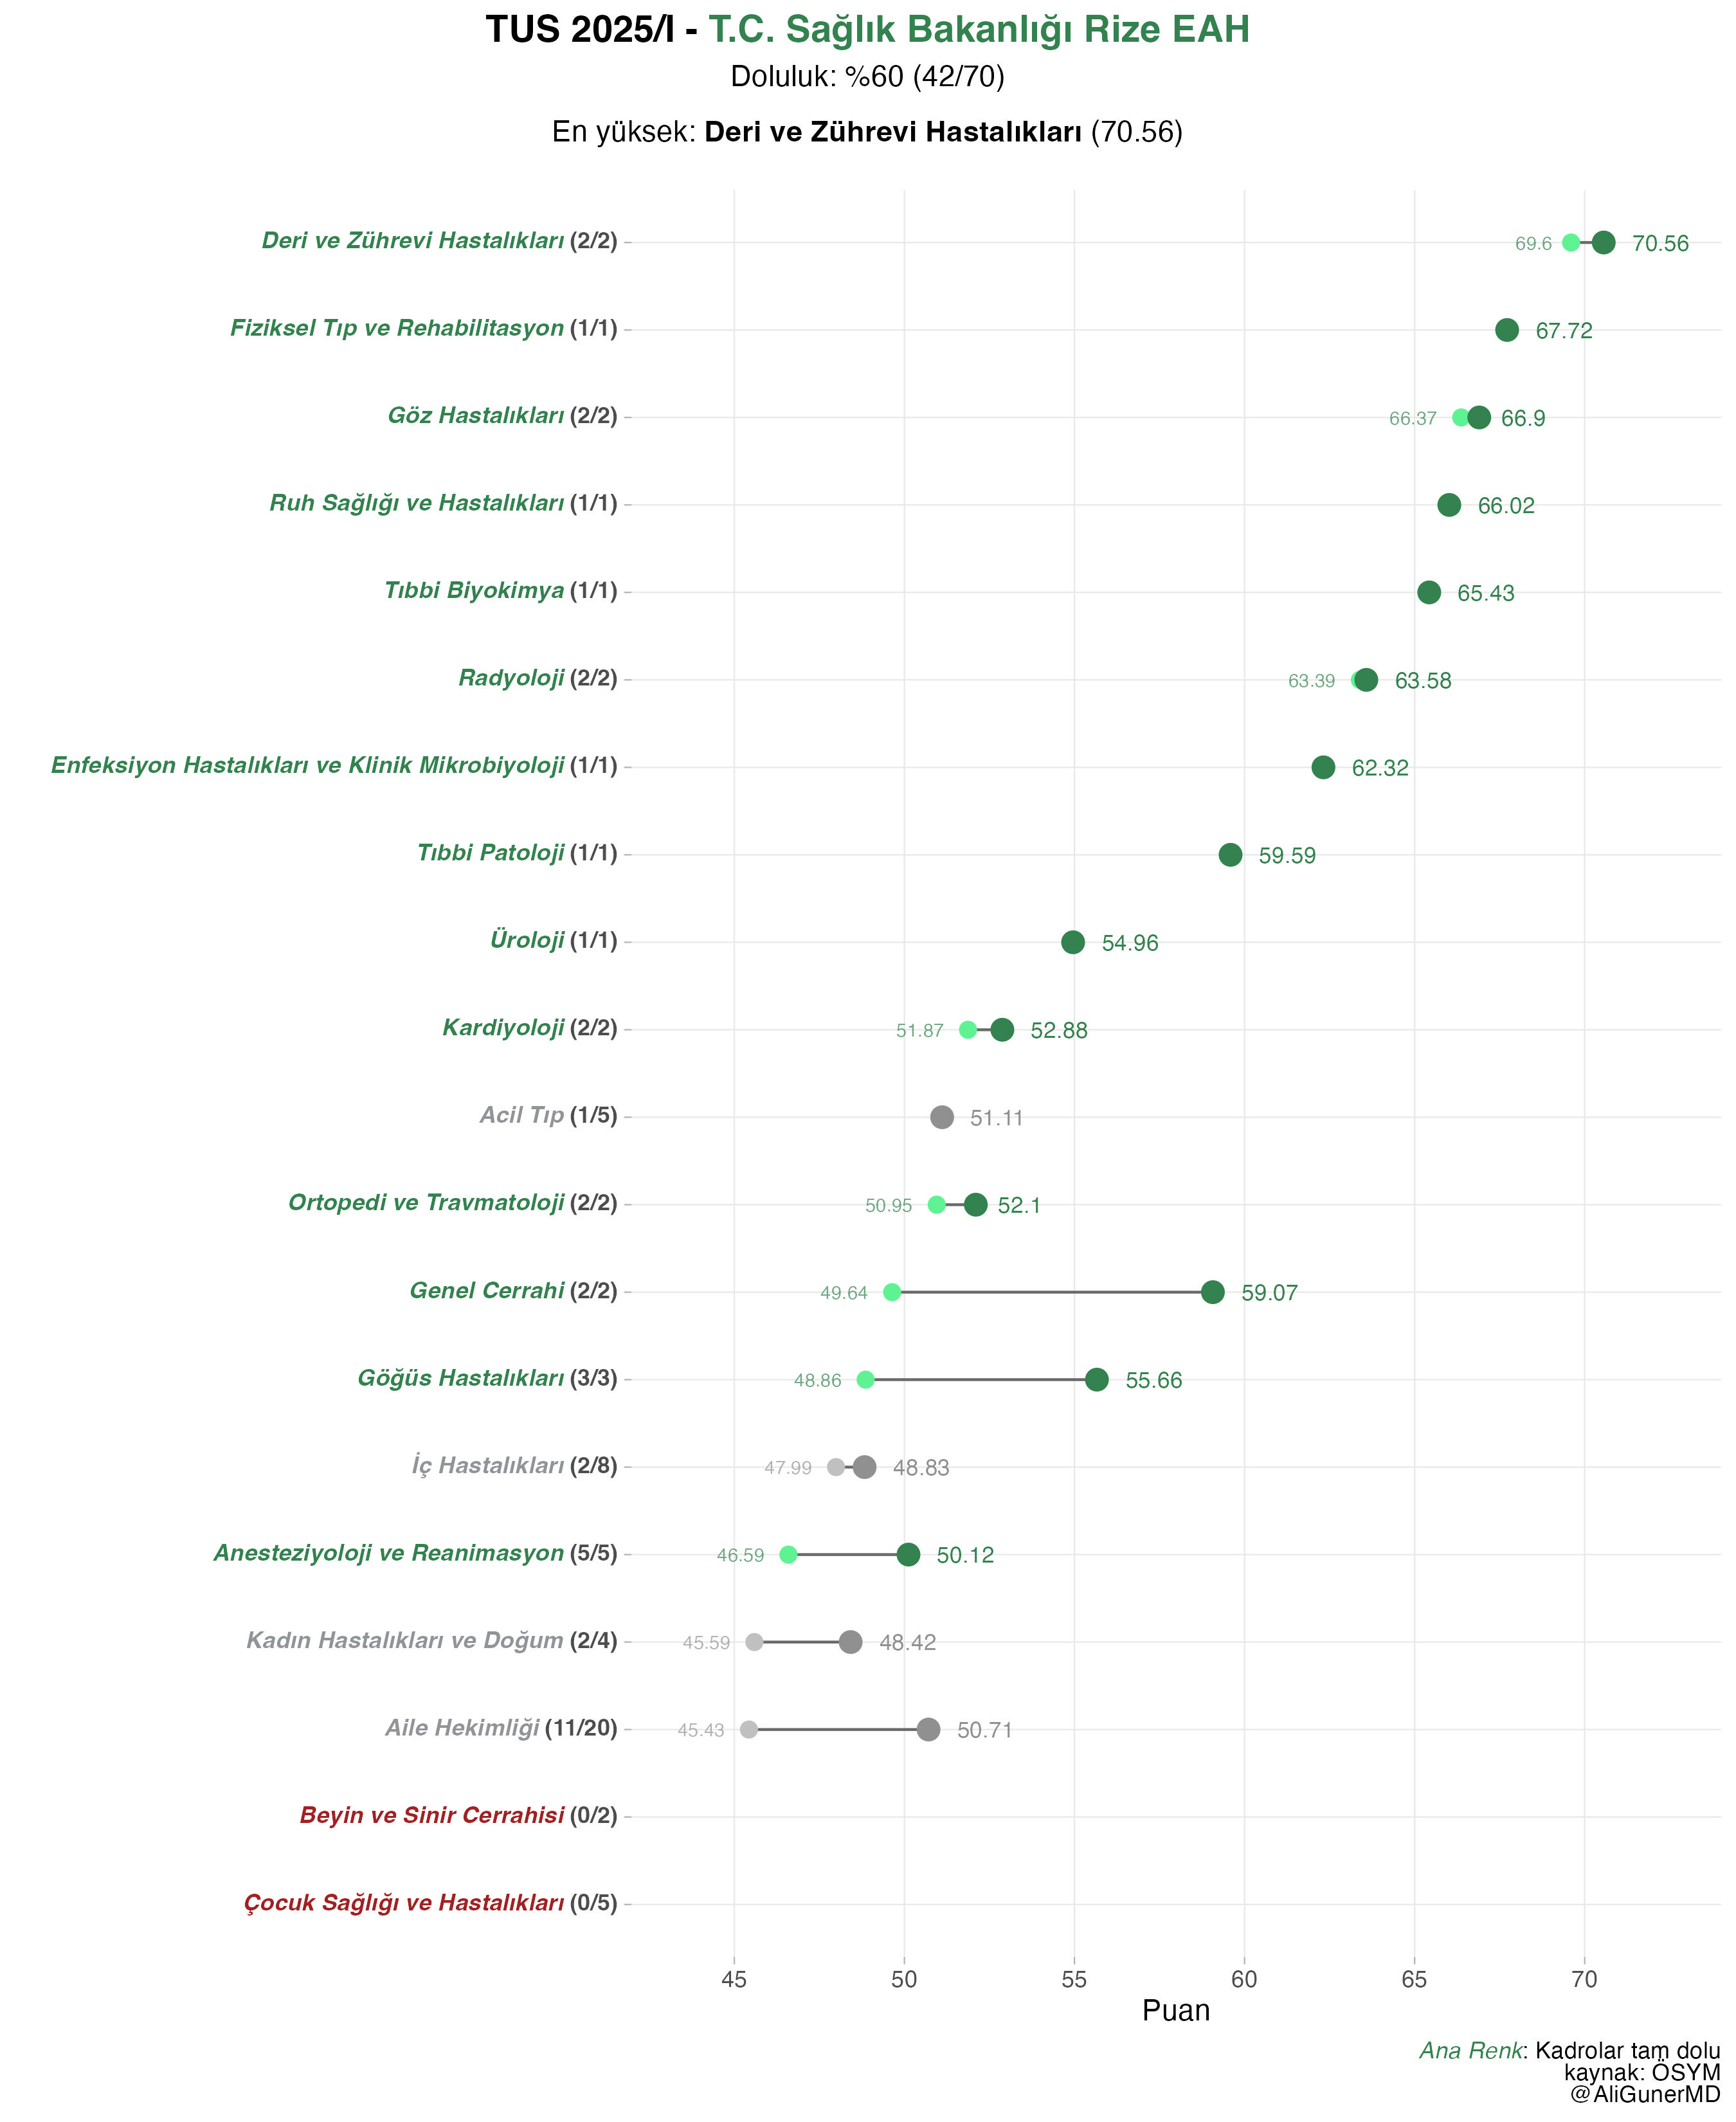 TUS 2025/I - T.C. Sağlık Bakanlığı Rize EAH
Doluluk: %60 (42/70)
En yüksek: Deri ve Zührevi Hastalıkları (70.56)
Deri ve Zührevi Hastalıkları (2/2) 69.6 70.56
Fiziksel Tıp ve Rehabilitasyon (1/1) 67.72
Göz Hastalıkları (2/2) 66.37 66.9
Ruh Sağlığı ve Hastalıkları (1/1) 66.02
Tıbbi Biyokimya (1/1) 65.43
Radyoloji (2/2) 63.39 63.58
Enfeksiyon Hastalıkları ve Klinik Mikrobiyoloji (1/1) 62.32
Tıbbi Patoloji (1/1) 59.59
Üroloji (1/1) 54.96
Kardiyoloji (2/2) 51.87 52.88
Acil Tıp (1/5) 51.11
Ortopedi ve Travmatoloji (2/2) 50.95 52.1
Genel Cerrahi (2/2) 49.64 59.07
Göğüs Hastalıkları (3/3) 48.86 55.66
İç Hastalıkları (2/8) 47.99 48.83
Anesteziyoloji ve Reanimasyon (5/5) 46.59 50.12
Kadın Hastalıkları ve Doğum (2/4) 45.59 48.42
Aile Hekimliği (11/20) 45.43 50.71
Beyin ve Sinir Cerrahisi (0/2)
Çocuk Sağlığı ve Hastalıkları (0/5)
45 50 55 60 65 70
Puan
Ana Renk: Kadrolar tam dolu
kaynak: ÖSYM
@AliGunerMD